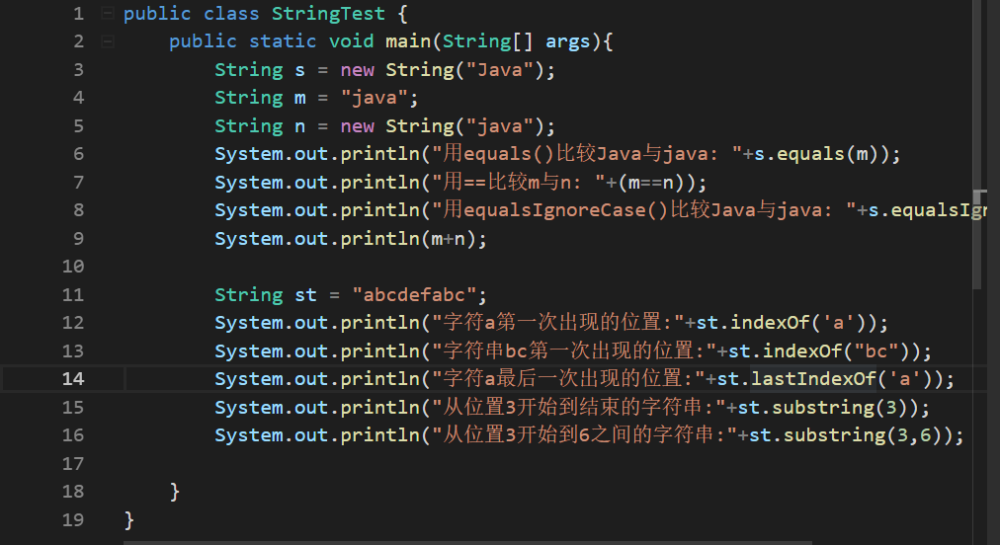 1 public class StringTest {
2 public static void main(String[] args){
3 String s = new String("Java");
4 String m = "java";
5 String n = new String("java");
6 System.out.println("用equals()比较Java与java: "+s.equals(m));
7 System.out.println("用==比较m与n: "+(m==n));
8 System.out.println("用equalsIgnoreCase()比较Java与java: "+s.equalsIgn
9 System.out.println(m+n);
10
11 String st = "abcdefabc";
12 System.out.println("字符a第一次出现的位置:"+st.indexOf('a'));
13 System.out.println("字符串bc第一次出现的位置:"+st.indexOf("bc"));
14 System.out.println("字符a最后一次出现的位置:"+st.lastIndexOf('a'));
15 System.out.println("从位置3开始到结束的字符串:"+st.substring(3));
16 System.out.println("从位置3开始到6之间的字符串:"+st.substring(3,6));
17
18 }
19 }